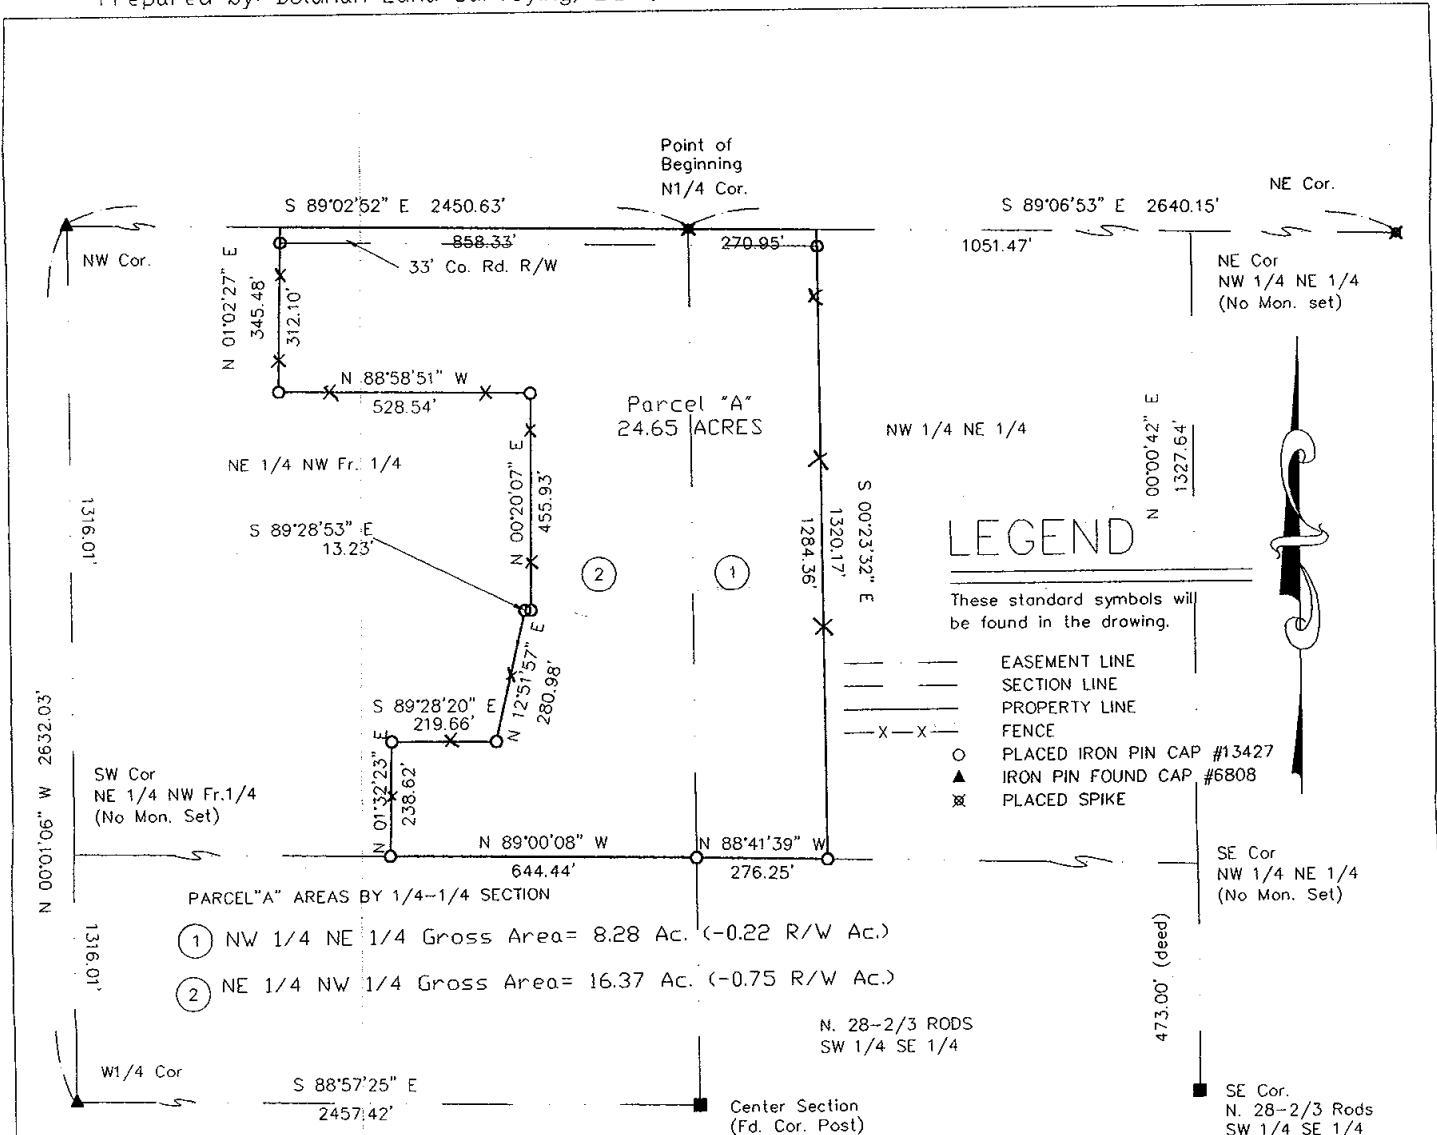 Prepared by: Land Surveying,
Point of
Beginning
N1/4 Cor.
NE Cor.
S 89°02'52" E 2450.63'
S 89°06'53" E 2640.15'
NW Cor.
858.33'
270.95'
1051.47'
33' Co. Rd. R/W
NE Cor
NW 1/4 NE 1/4
(No Mon. set)
N 01°02'27" E
345.48'
312.10'
N 88°58'51" W
528.54'
Parcel "A"
24.65 ACRES
NW 1/4 NE 1/4
N 00°00'42" E
1327.64'
NE 1/4 NW Fr. 1/4
N 00°20'07" E
455.93'
1316.01'
S 89°28'53" E
13.23'
2
1
1284.36'
1320.17'
S 00°23'32" E
LEGEND
These standard symbols will
be found in the drowing.
EASEMENT LINE
SECTION LINE
PROPERTY LINE
X X FENCE
PLACED IRON PIN CAP #13427
IRON PIN FOUND CAP #6808
PLACED SPIKE
N 12°51'57" E
280.98'
S 89°28'20" E
219.66'
N 01°32'23" E
238.62'
N 00°01'06" W 2632.03'
SW Cor
NE 1/4 NW Fr.1/4
(No Mon. Set)
N 89°00'08" W
644.44'
N 88°41'39" W
276.25'
SE Cor
NW 1/4 NE 1/4
(No Mon. Set)
PARCEL"A" AREAS BY 1/4-1/4 SECTION
1 NW 1/4 NE 1/4 Gross Area= 8.28 Ac. (-0.22 R/W Ac.)
2 NE 1/4 NW 1/4 Gross Area= 16.37 Ac. (-0.75 R/W Ac.)
1316.01'
473.00' (deed)
N. 28-2/3 RODS
SW 1/4 SE 1/4
W1/4 Cor
S 88°57'25" E
2457.42'
Center Section
(Fd. Cor. Post)
SE Cor.
N. 28-2/3 Rods
SW 1/4 SE 1/4